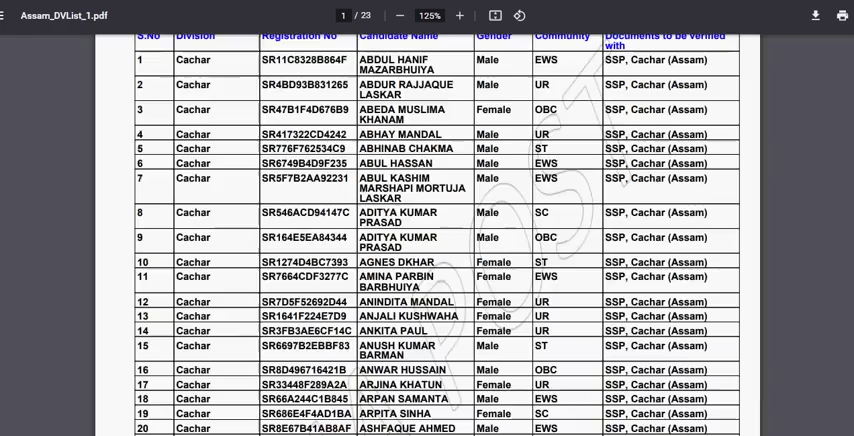 Assam_DVList_1.pdf 1 / 23 125%
S.No Division Registration No Candidate Name Gender Community Documents to be verified
with
1 Cachar SR11C8328B864F ABDUL HANIF Male EWS SSP, Cachar (Assam)
MAZARBHUIYA
2 Cachar SR4BD93B831265 ABDUR RAJJAQUE Male UR SSP, Cachar (Assam)
LASKAR
3 Cachar SR47B1F4D676B9 ABEDA MUSLIMA Female OBC SSP, Cachar (Assam)
KHANAM
4 Cachar SR417322CD4242 ABHAY MANDAL Male UR SSP, Cachar (Assam)
5 Cachar SR776F762534C9 ABHINAB CHAKMA Male ST SSP, Cachar (Assam)
6 Cachar SR6749B4D9F235 ABUL HASSAN Male EWS SSP, Cachar (Assam)
7 Cachar SR5F7B2AA92231 ABUL KASHIM Male EWS SSP, Cachar (Assam)
MARSHAPI MORTUJA
LASKAR
8 Cachar SR546ACD94147C ADITYA KUMAR Male SC SSP, Cachar (Assam)
PRASAD
9 Cachar SR164E5EA84344 ADITYA KUMAR Male OBC SSP, Cachar (Assam)
PRASAD
10 Cachar SR1274D4BC7393 AGNES DKHAR Female ST SSP, Cachar (Assam)
11 Cachar SR7664CDF3277C AMINA PARBIN Female EWS SSP, Cachar (Assam)
BARBHUIYA
12 Cachar SR7D5F52692D44 ANINDITA MANDAL Female UR SSP, Cachar (Assam)
13 Cachar SR1641F224E7D9 ANJALI KUSHWAHA Female UR SSP, Cachar (Assam)
14 Cachar SR3FB3AE6CF14C ANKITA PAUL Female UR SSP, Cachar (Assam)
15 Cachar SR6697B2EBBF83 ANUSH KUMAR Male ST SSP, Cachar (Assam)
BARMAN
16 Cachar SR8D496716421B ANWAR HUSSAIN Male OBC SSP, Cachar (Assam)
17 Cachar SR33448F289A2A ARJINA KHATUN Female UR SSP, Cachar (Assam)
18 Cachar SR66A244C1B845 ARPAN SAMANTA Male EWS SSP, Cachar (Assam)
19 Cachar SR686E4F4AD1BA ARPITA SINHA Female SC SSP, Cachar (Assam)
20 Cachar SR8E67B41AB8AF ASHFAQUE AHMED Male EWS SSP, Cachar (Assam)
POST